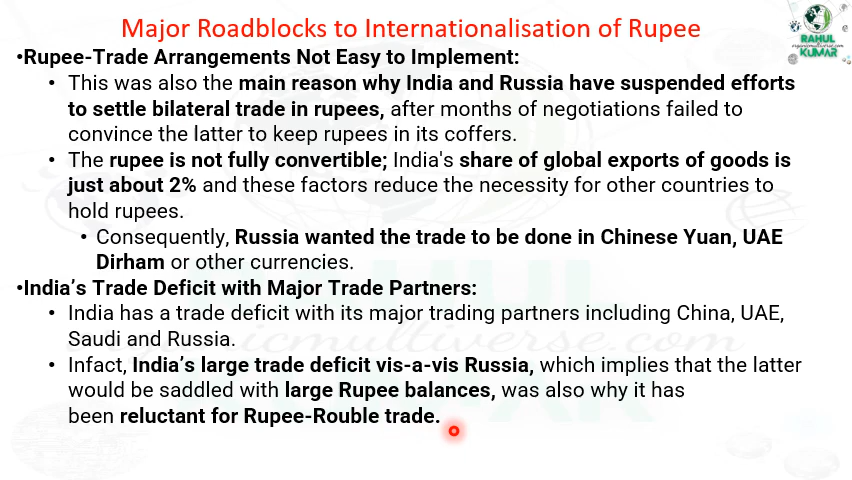 Major Roadblocks to Internationalisation of Rupee
RAHUL
organicmultiverse.com
KUMAR
•Rupee-Trade Arrangements Not Easy to Implement:
• This was also the main reason why India and Russia have suspended efforts
to settle bilateral trade in rupees, after months of negotiations failed to
convince the latter to keep rupees in its coffers.
• The rupee is not fully convertible; India's share of global exports of goods is
just about 2% and these factors reduce the necessity for other countries to
hold rupees.
• Consequently, Russia wanted the trade to be done in Chinese Yuan, UAE
Dirham or other currencies.
•India’s Trade Deficit with Major Trade Partners:
• India has a trade deficit with its major trading partners including China, UAE,
Saudi and Russia.
• Infact, India’s large trade deficit vis-a-vis Russia, which implies that the latter
would be saddled with large Rupee balances, was also why it has
been reluctant for Rupee-Rouble trade.